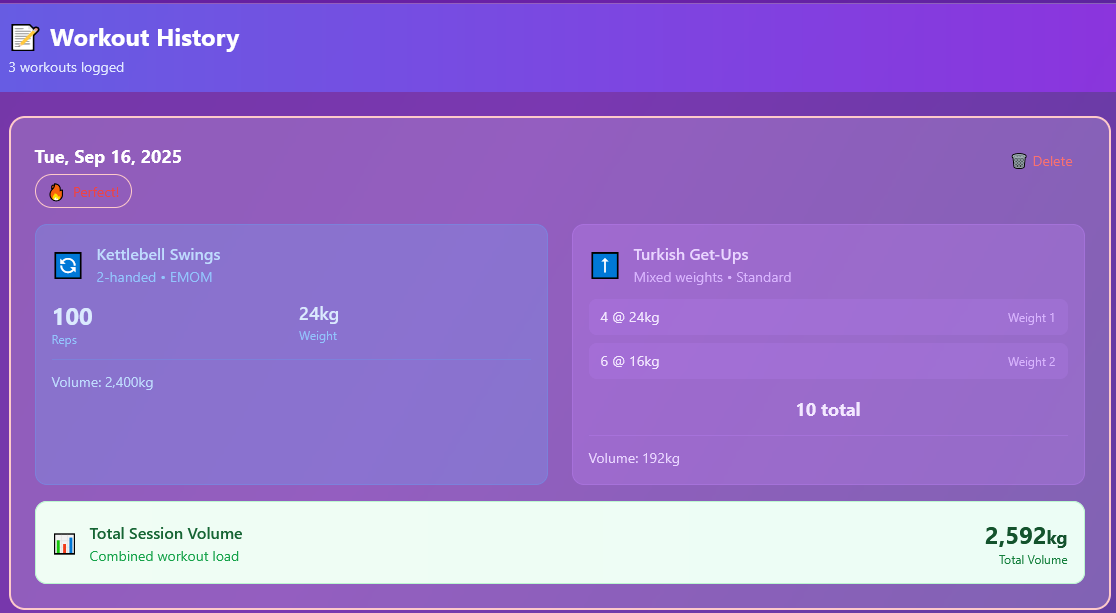 Workout History
3 workouts logged
Tue, Sep 16, 2025
Delete
Perfect
Kettlebell Swings
2-handed • EMOM
100
Reps
24kg
Weight
Volume: 2,400kg
Turkish Get-Ups
Mixed weights • Standard
4 @ 24kg
Weight 1
6 @ 16kg
Weight 2
10 total
Volume: 192kg
Total Session Volume
Combined workout load
2,592kg
Total Volume